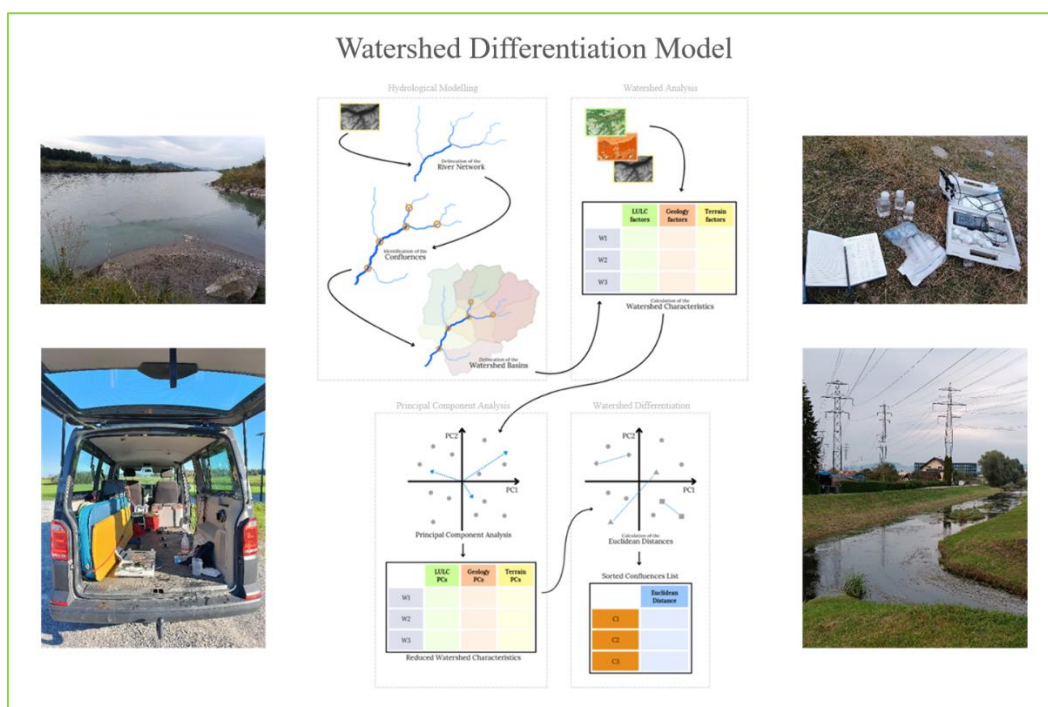 Watershed Differentiation Model
Hydrological Modelling
Delineation of the
River Network
Identification of the
Confluences
Delineation of the
Watershed Basins
Watershed Analysis
LULC
factors
Geology
factors
Terrain
factors
W1
W2
W3
Calculation of the
Watershed Characteristics
Principal Component Analysis
PC2
PC1
Principal Component Analysis
LULC
PCs
Geology
PCs
Terrain
PCs
W1
W2
W3
Reduced Watershed Characteristics
Watershed Differentiation
PC2
PC1
Calculation of the
Euclidean Distances
Sorted Confluences List
Euclidean
Distance
C1
C2
C3